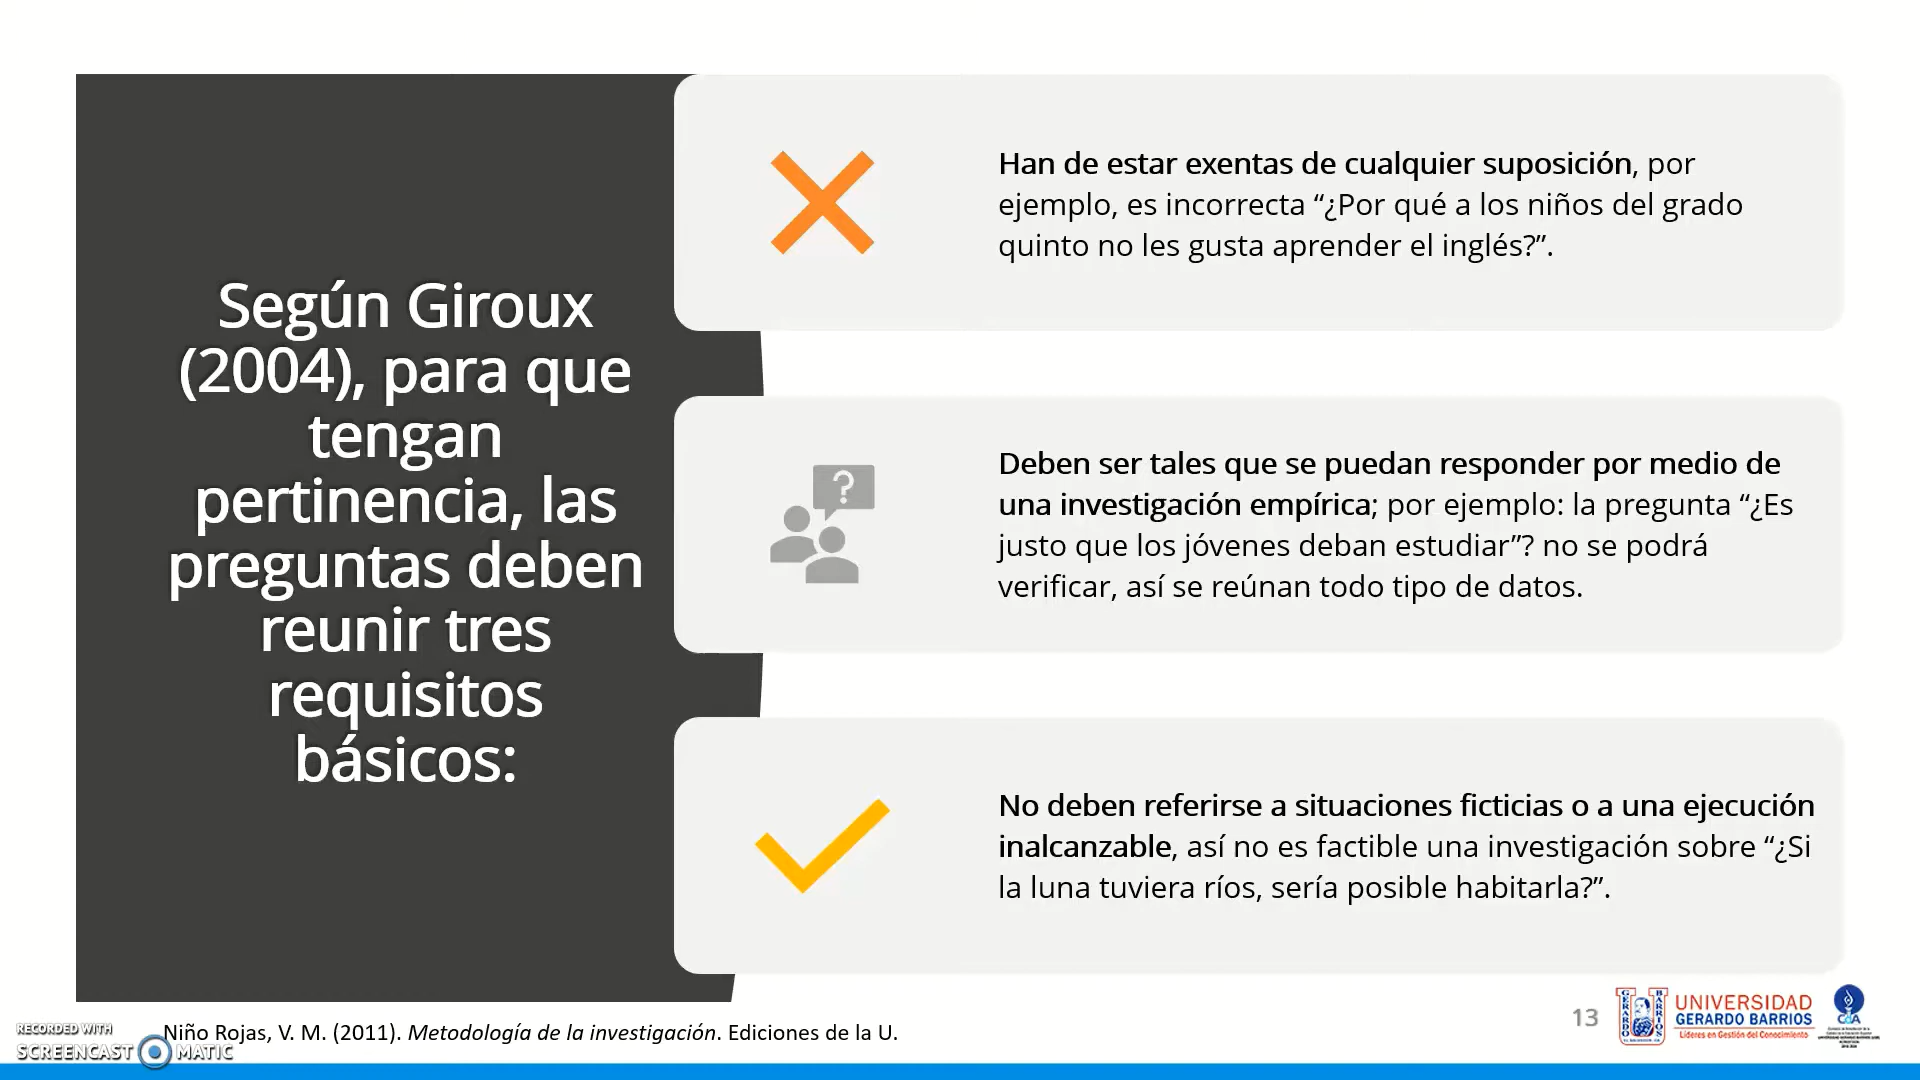 Según Giroux
(2004), para que
tengan
pertinencia, las
preguntas deben
reunir tres
requisitos
básicos:
Han de estar exentas de cualquier suposición, por
ejemplo, es incorrecta “¿Por qué a los niños del grado
quinto no les gusta aprender el inglés?”.
?
Deben ser tales que se puedan responder por medio de
una investigación empírica; por ejemplo: la pregunta “¿Es
justo que los jóvenes deban estudiar”? no se podrá
verificar, así se reúnan todo tipo de datos.
No deben referirse a situaciones ficticias o a una ejecución
inalcanzable, así no es factible una investigación sobre “¿Si
la luna tuviera ríos, sería posible habitarla?”.
Niño Rojas, V. M. (2011). Metodología de la investigación. Ediciones de la U.
RECORDED WITH
SCREENCAST MATIC
13
GERARDO
BARRIOS
UNIVERSIDAD
GERARDO BARRIOS
Líderes en Gestión del Conocimiento